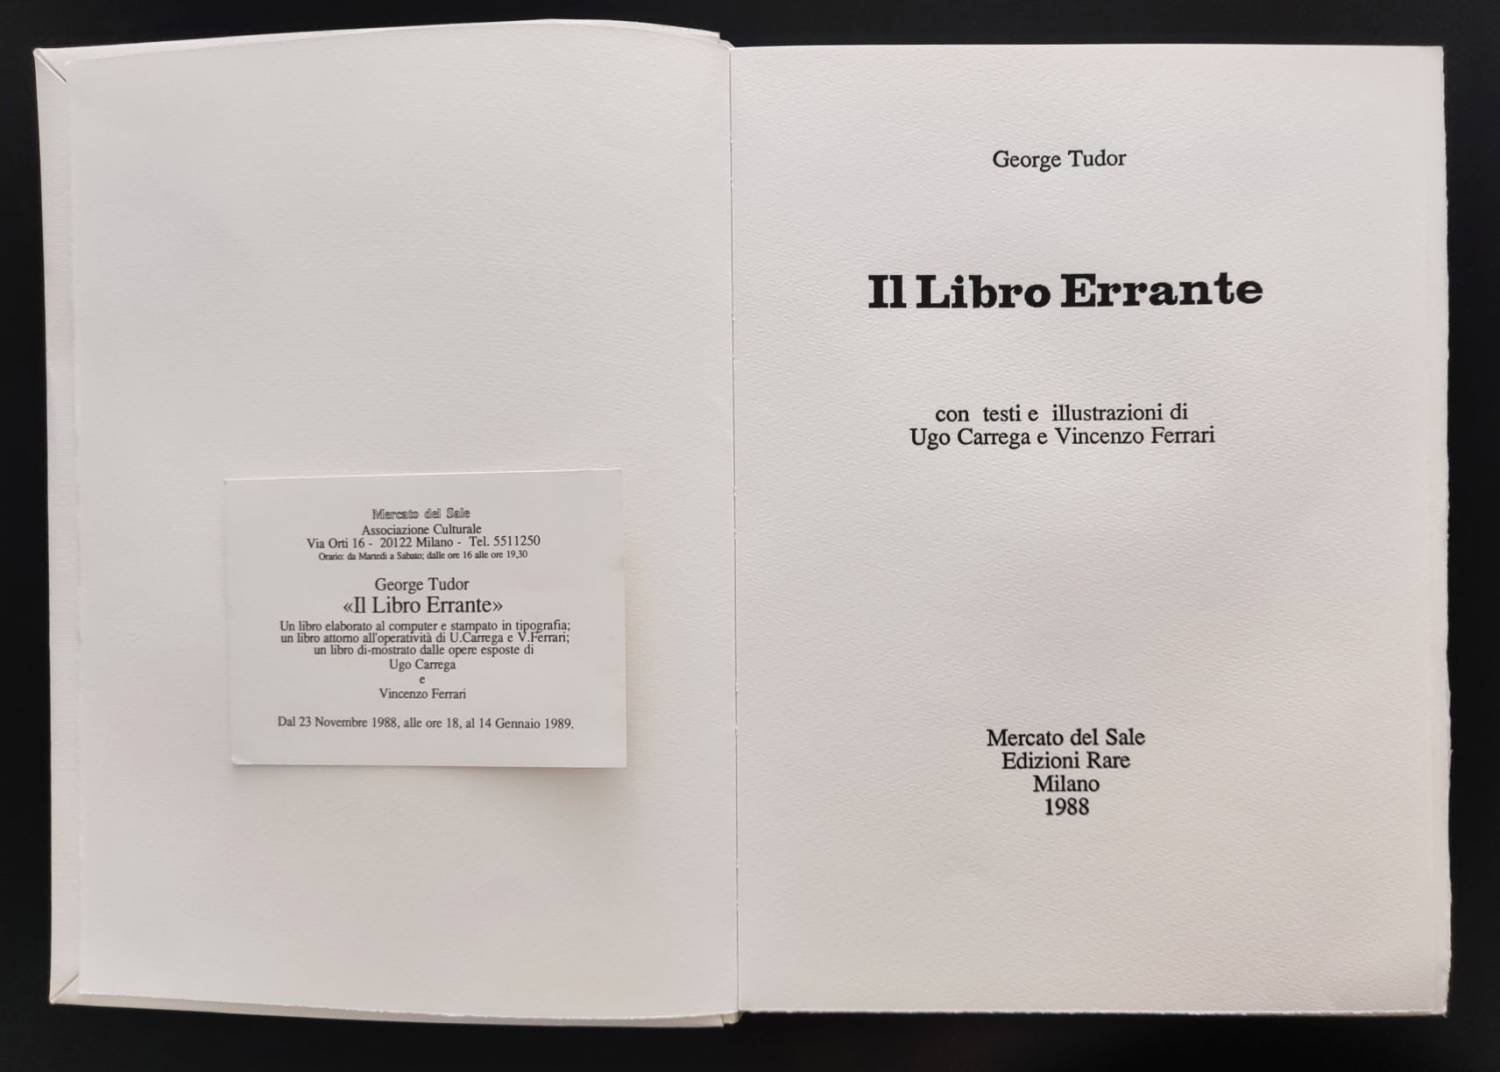 Mercato del Sale
Associazione Culturale
Via Orti 16 - 20122 Milano - Tel. 5511250
Orario: da Martedì a Sabato; dalle ore 16 alle ore 19,30
George Tudor
«Il Libro Errante»
Un libro elaborato al computer e stampato in tipografia;
un libro attorno all'operatività di U.Carrega e V.Ferrari;
un libro di-mostrato dalle opere esposte di
Ugo Carrega
e
Vincenzo Ferrari
Dal 23 Novembre 1988, alle ore 18, al 14 Gennaio 1989.
George Tudor
Il Libro Errante
con testi e illustrazioni di
Ugo Carrega e Vincenzo Ferrari
Mercato del Sale
Edizioni Rare
Milano
1988